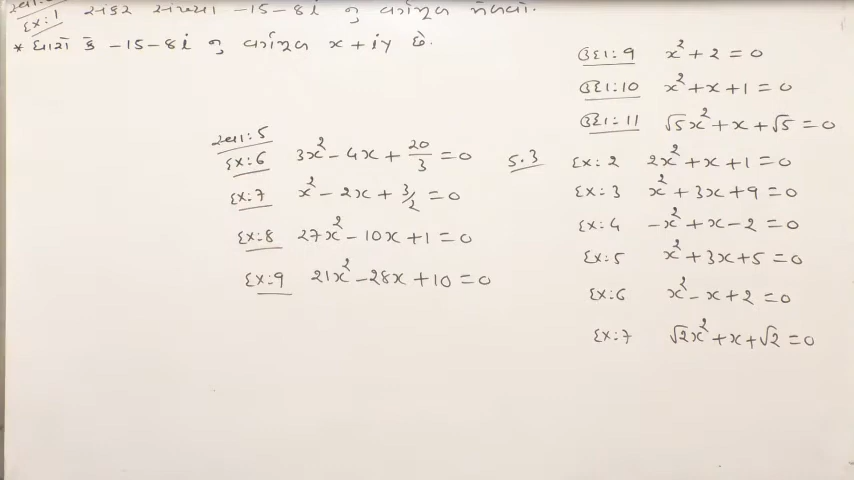 Ex:1 સંકર સંખ્યા -15-8i નું વર્ગમૂળ મેળવો.
* ધારો કે -15-8i નું વર્ગમૂળ x+iy છે.
સ્વા:5
Ex:6 3x² - 4x + 20/3 = 0
Ex:7 x² - 2x + 3/2 = 0
Ex:8 27x² - 10x + 1 = 0
Ex:9 21x² - 28x + 10 = 0
ઉદા:9 x² + 2 = 0
ઉદા:10 x² + x + 1 = 0
ઉદા:11 √5x² + x + √5 = 0
5.3 Ex:2 2x² + x + 1 = 0
Ex:3 x² + 3x + 9 = 0
Ex:4 -x² + x - 2 = 0
Ex:5 x² + 3x + 5 = 0
Ex:6 x² - x + 2 = 0
Ex:7 √2x² + x + √2 = 0